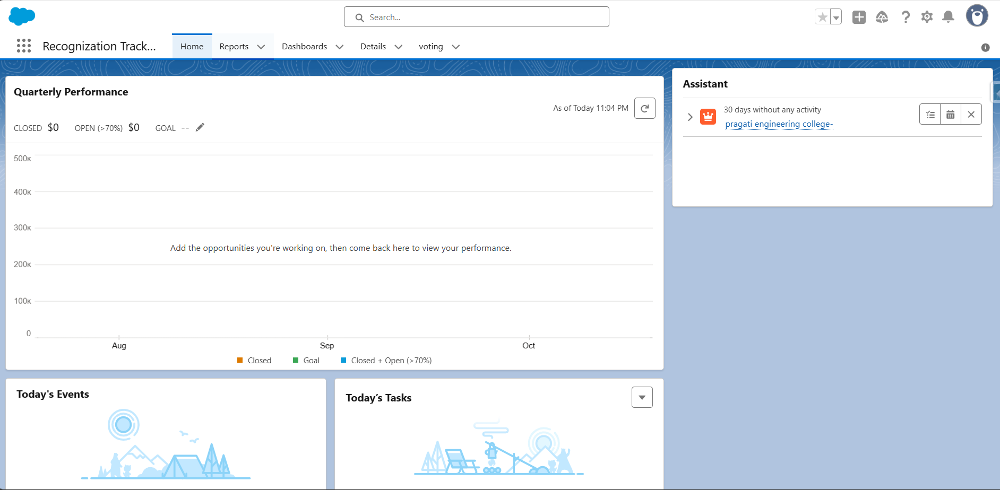 Search...
Recognization Track...
Home
Reports
Dashboards
Details
voting
Quarterly Performance
As of Today 11:04 PM
CLOSED $0 OPEN (>70%) $0 GOAL --
500K
400K
300K
Add the opportunities you're working on, then come back here to view your performance.
200K
100K
0
Aug Sep Oct
Closed Goal Closed + Open (>70%)
Assistant
30 days without any activity
pragati engineering college-
Today's Events
Today’s Tasks